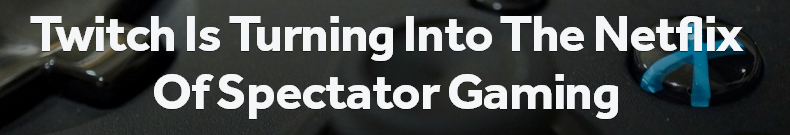 Twitch Is Turning Into The Netflix
Of Spectator Gaming